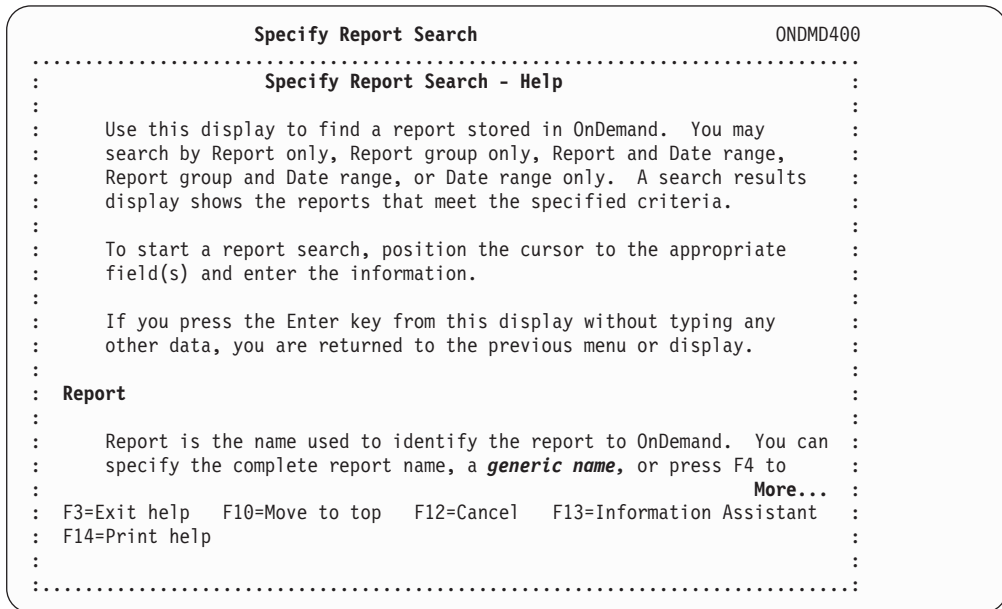 Specify Report Search ONDMD400
..............................................................................
: Specify Report Search - Help :
: :
: Use this display to find a report stored in OnDemand. You may :
: search by Report only, Report group only, Report and Date range, :
: Report group and Date range, or Date range only. A search results :
: display shows the reports that meet the specified criteria. :
: :
: To start a report search, position the cursor to the appropriate :
: field(s) and enter the information. :
: :
: If you press the Enter key from this display without typing any :
: other data, you are returned to the previous menu or display. :
: :
: Report :
: :
: Report is the name used to identify the report to OnDemand. You can :
: specify the complete report name, a generic name, or press F4 to :
: More... :
: F3=Exit help F10=Move to top F12=Cancel F13=Information Assistant :
: F14=Print help :
: :
:............................................................................: